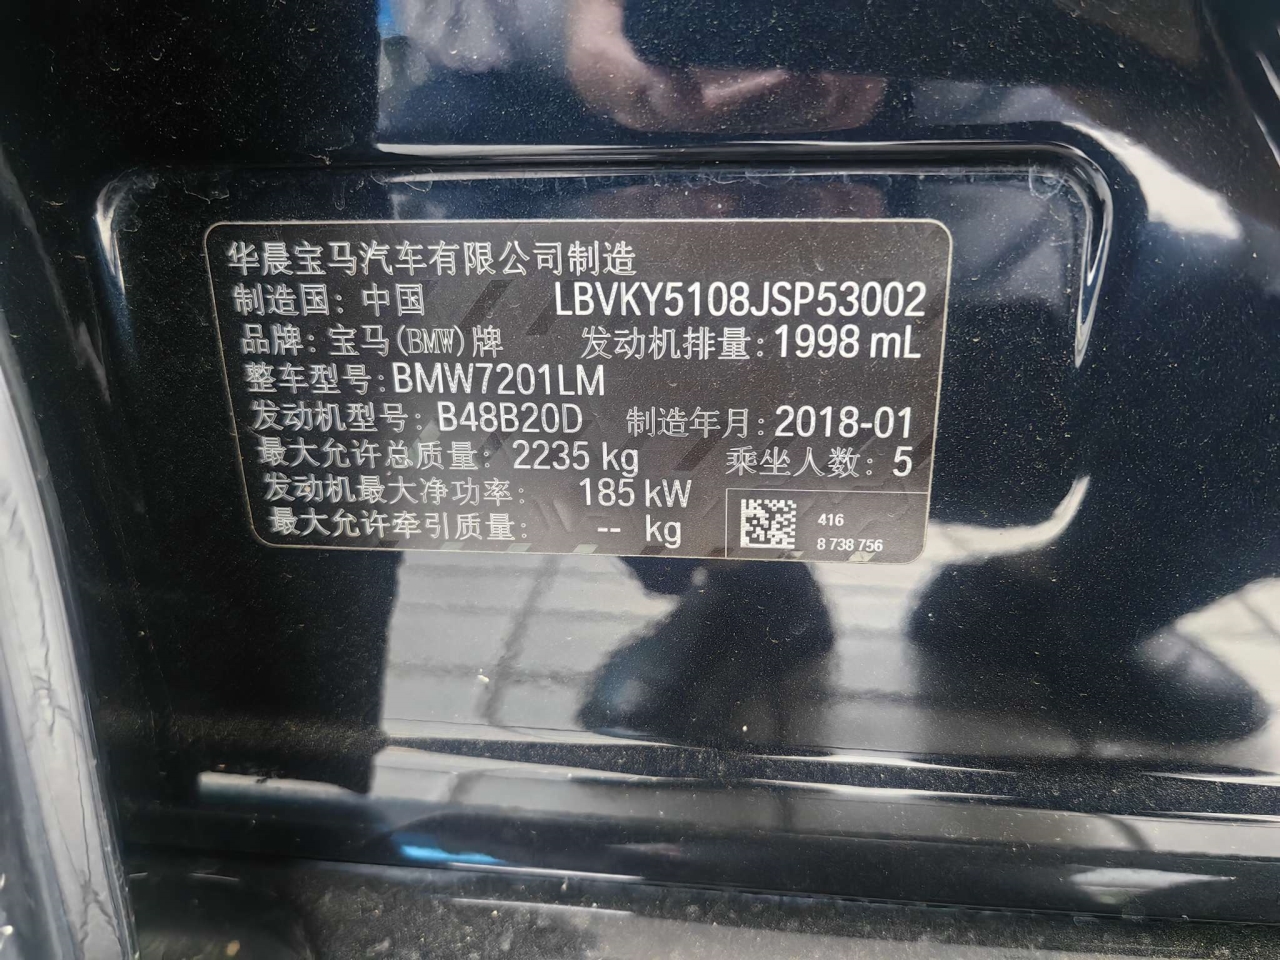 华晨宝马汽车有限公司制造
制造国：中国 LBVKY5108JSP53002
品牌：宝马(BMW)牌 发动机排量：1998 mL
整车型号：BMW7201LM
发动机型号：B48B20D 制造年月：2018-01
最大允许总质量：2235 kg 乘坐人数：5
发动机最大净功率：185 kW
最大允许牵引质量：-- kg
416
8 738 756